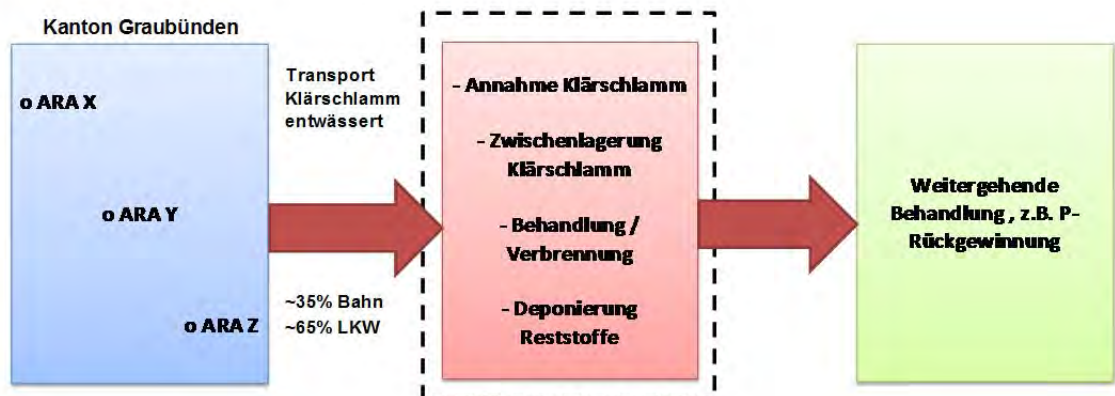 Kanton Graubünden
o ARA X
o ARA Y
o ARA Z
Transport
Klärschlamm
entwässert
~35% Bahn
~65% LKW
- Annahme Klärschlamm
- Zwischenlagerung
Klärschlamm
- Behandlung /
Verbrennung
- Deponierung
Reststoffe
Weitergehende
Behandlung , z.B. P-
Rückgewinnung